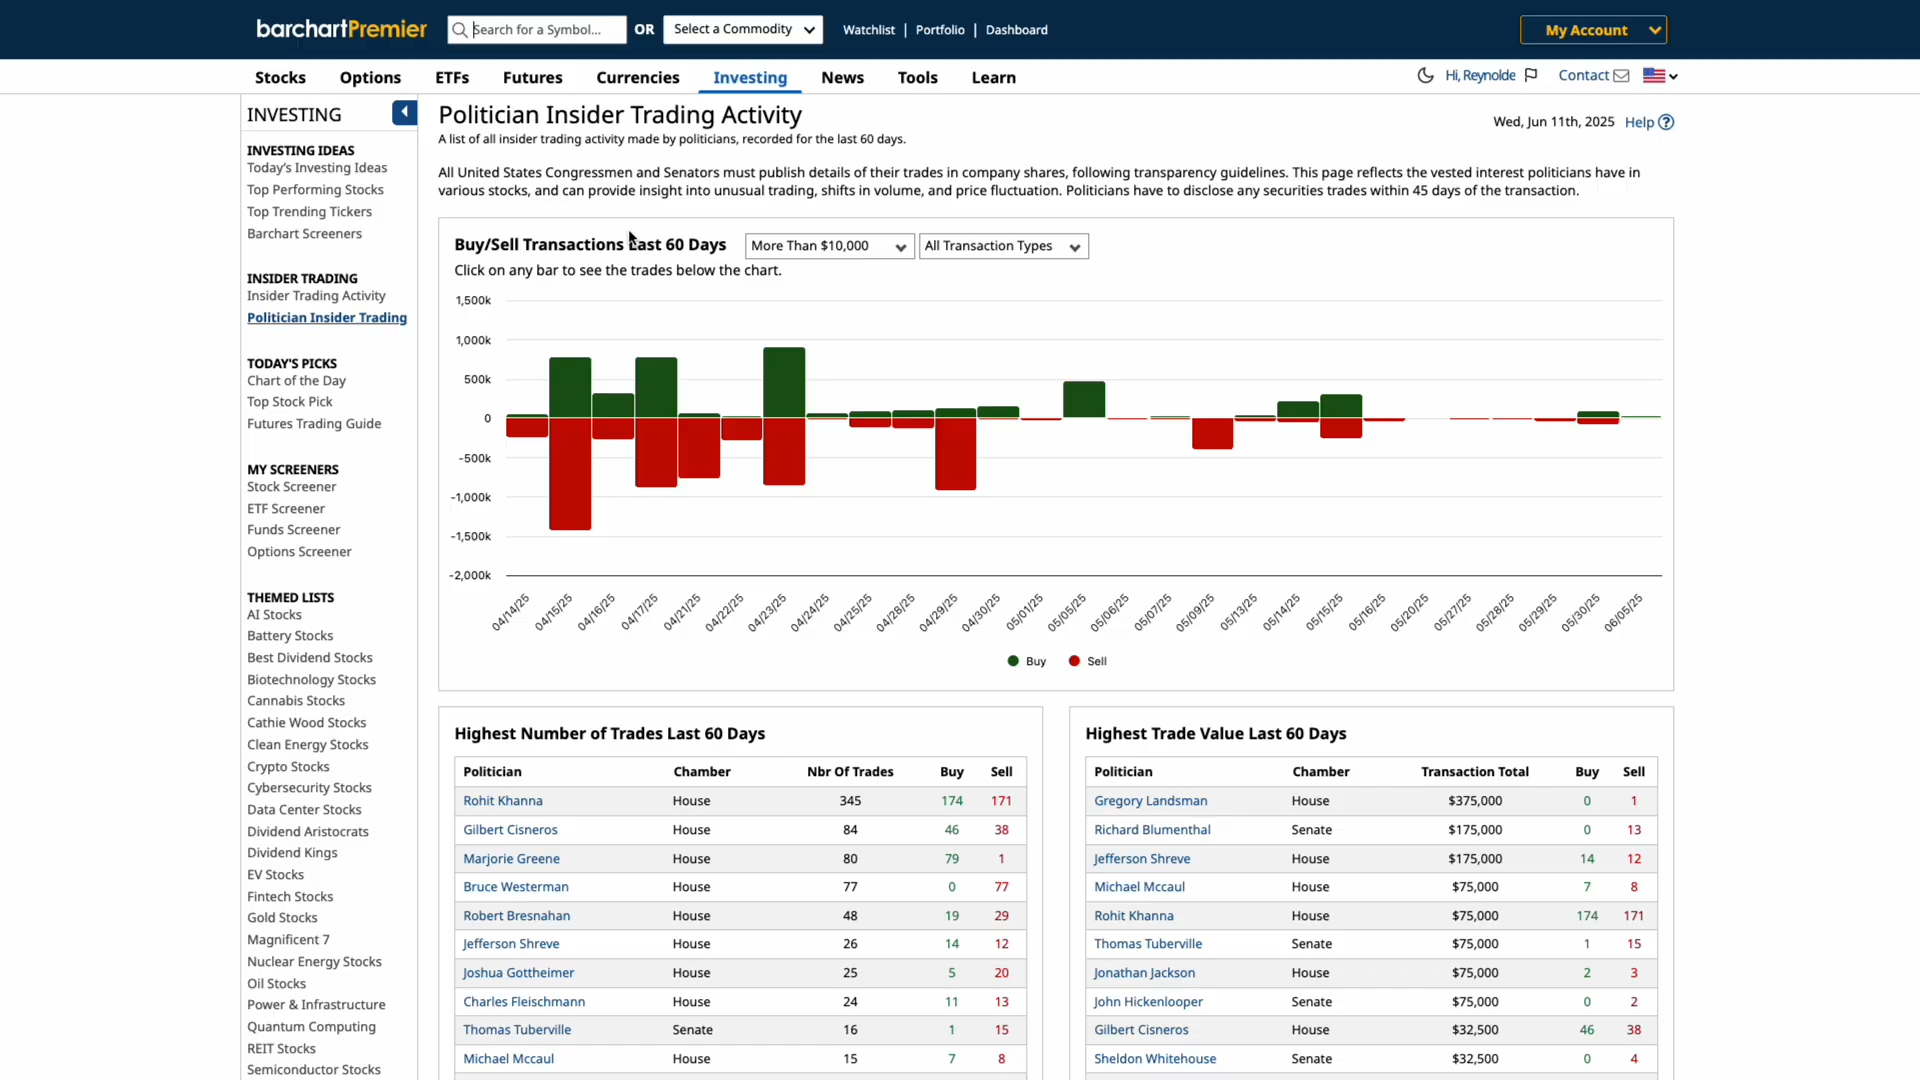 barchartPremier
Search for a Symbol...
OR
Select a Commodity
Watchlist | Portfolio | Dashboard
My Account
Stocks Options ETFs Futures Currencies Investing News Tools Learn
Hi, Reynolde
Contact
INVESTING
INVESTING IDEAS
Today's Investing Ideas
Top Performing Stocks
Top Trending Tickers
Barchart Screeners
INSIDER TRADING
Insider Trading Activity
Politician Insider Trading
TODAY'S PICKS
Chart of the Day
Top Stock Pick
Futures Trading Guide
MY SCREENERS
Stock Screener
ETF Screener
Funds Screener
Options Screener
THEMED LISTS
AI Stocks
Battery Stocks
Best Dividend Stocks
Biotechnology Stocks
Cannabis Stocks
Cathie Wood Stocks
Clean Energy Stocks
Crypto Stocks
Cybersecurity Stocks
Data Center Stocks
Dividend Aristocrats
Dividend Kings
EV Stocks
Fintech Stocks
Gold Stocks
Magnificent 7
Nuclear Energy Stocks
Oil Stocks
Power & Infrastructure
Quantum Computing
REIT Stocks
Semiconductor Stocks
Politician Insider Trading Activity
A list of all insider trading activity made by politicians, recorded for the last 60 days.
Wed, Jun 11th, 2025
Help ?
All United States Congressmen and Senators must publish details of their trades in company shares, following transparency guidelines. This page reflects the vested interest politicians have in
various stocks, and can provide insight into unusual trading, shifts in volume, and price fluctuation. Politicians have to disclose any securities trades within 45 days of the transaction.
Buy/Sell Transactions Last 60 Days
More Than $10,000
All Transaction Types
Click on any bar to see the trades below the chart.
1,500k
1,000k
500k
0
-500k
-1,000k
-1,500k
-2,000k
04/14/25 04/15/25 04/16/25 04/17/25 04/21/25 04/22/25 04/23/25 04/24/25 04/25/25 04/28/25 04/29/25 04/30/25 05/01/25 05/05/25 05/06/25 05/07/25 05/09/25 05/13/25 05/14/25 05/15/25 05/16/25 05/20/25 05/27/25 05/28/25 05/29/25 05/30/25 06/05/25
Buy Sell
Highest Number of Trades Last 60 Days
Politician Chamber Nbr Of Trades Buy Sell
Rohit Khanna House 345 174 171
Gilbert Cisneros House 84 46 38
Marjorie Greene House 80 79 1
Bruce Westerman House 77 0 77
Robert Bresnahan House 48 19 29
Jefferson Shreve House 26 14 12
Joshua Gottheimer House 25 5 20
Charles Fleischmann House 24 11 13
Thomas Tuberville Senate 16 1 15
Michael Mccaul House 15 7 8
Highest Trade Value Last 60 Days
Politician Chamber Transaction Total Buy Sell
Gregory Landsman House $375,000 0 1
Richard Blumenthal Senate $175,000 0 13
Jefferson Shreve House $175,000 14 12
Michael Mccaul House $75,000 7 8
Rohit Khanna House $75,000 174 171
Thomas Tuberville Senate $75,000 1 15
Jonathan Jackson House $75,000 2 3
John Hickenlooper Senate $75,000 0 2
Gilbert Cisneros House $32,500 46 38
Sheldon Whitehouse Senate $32,500 0 4